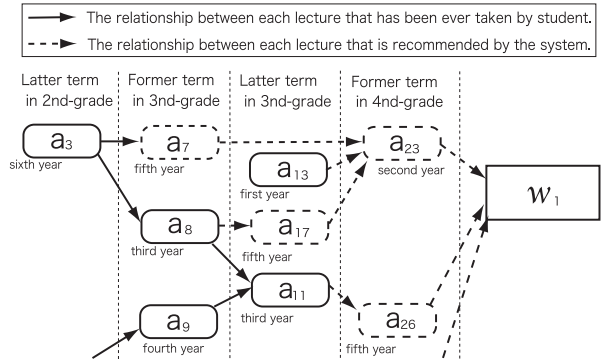 The relationship between each lecture that has been ever taken by student.
The relationship between each lecture that is recommended by the system.
Latter term Former term Latter term Former term
in 2nd-grade in 3rd-grade in 3rd-grade in 4rd-grade
a3 a7 a23
sixth year fifth year second year
a13
first year
w1
a8 a17
third year fifth year
a11
third year
a9 a26
fourth year fifth year